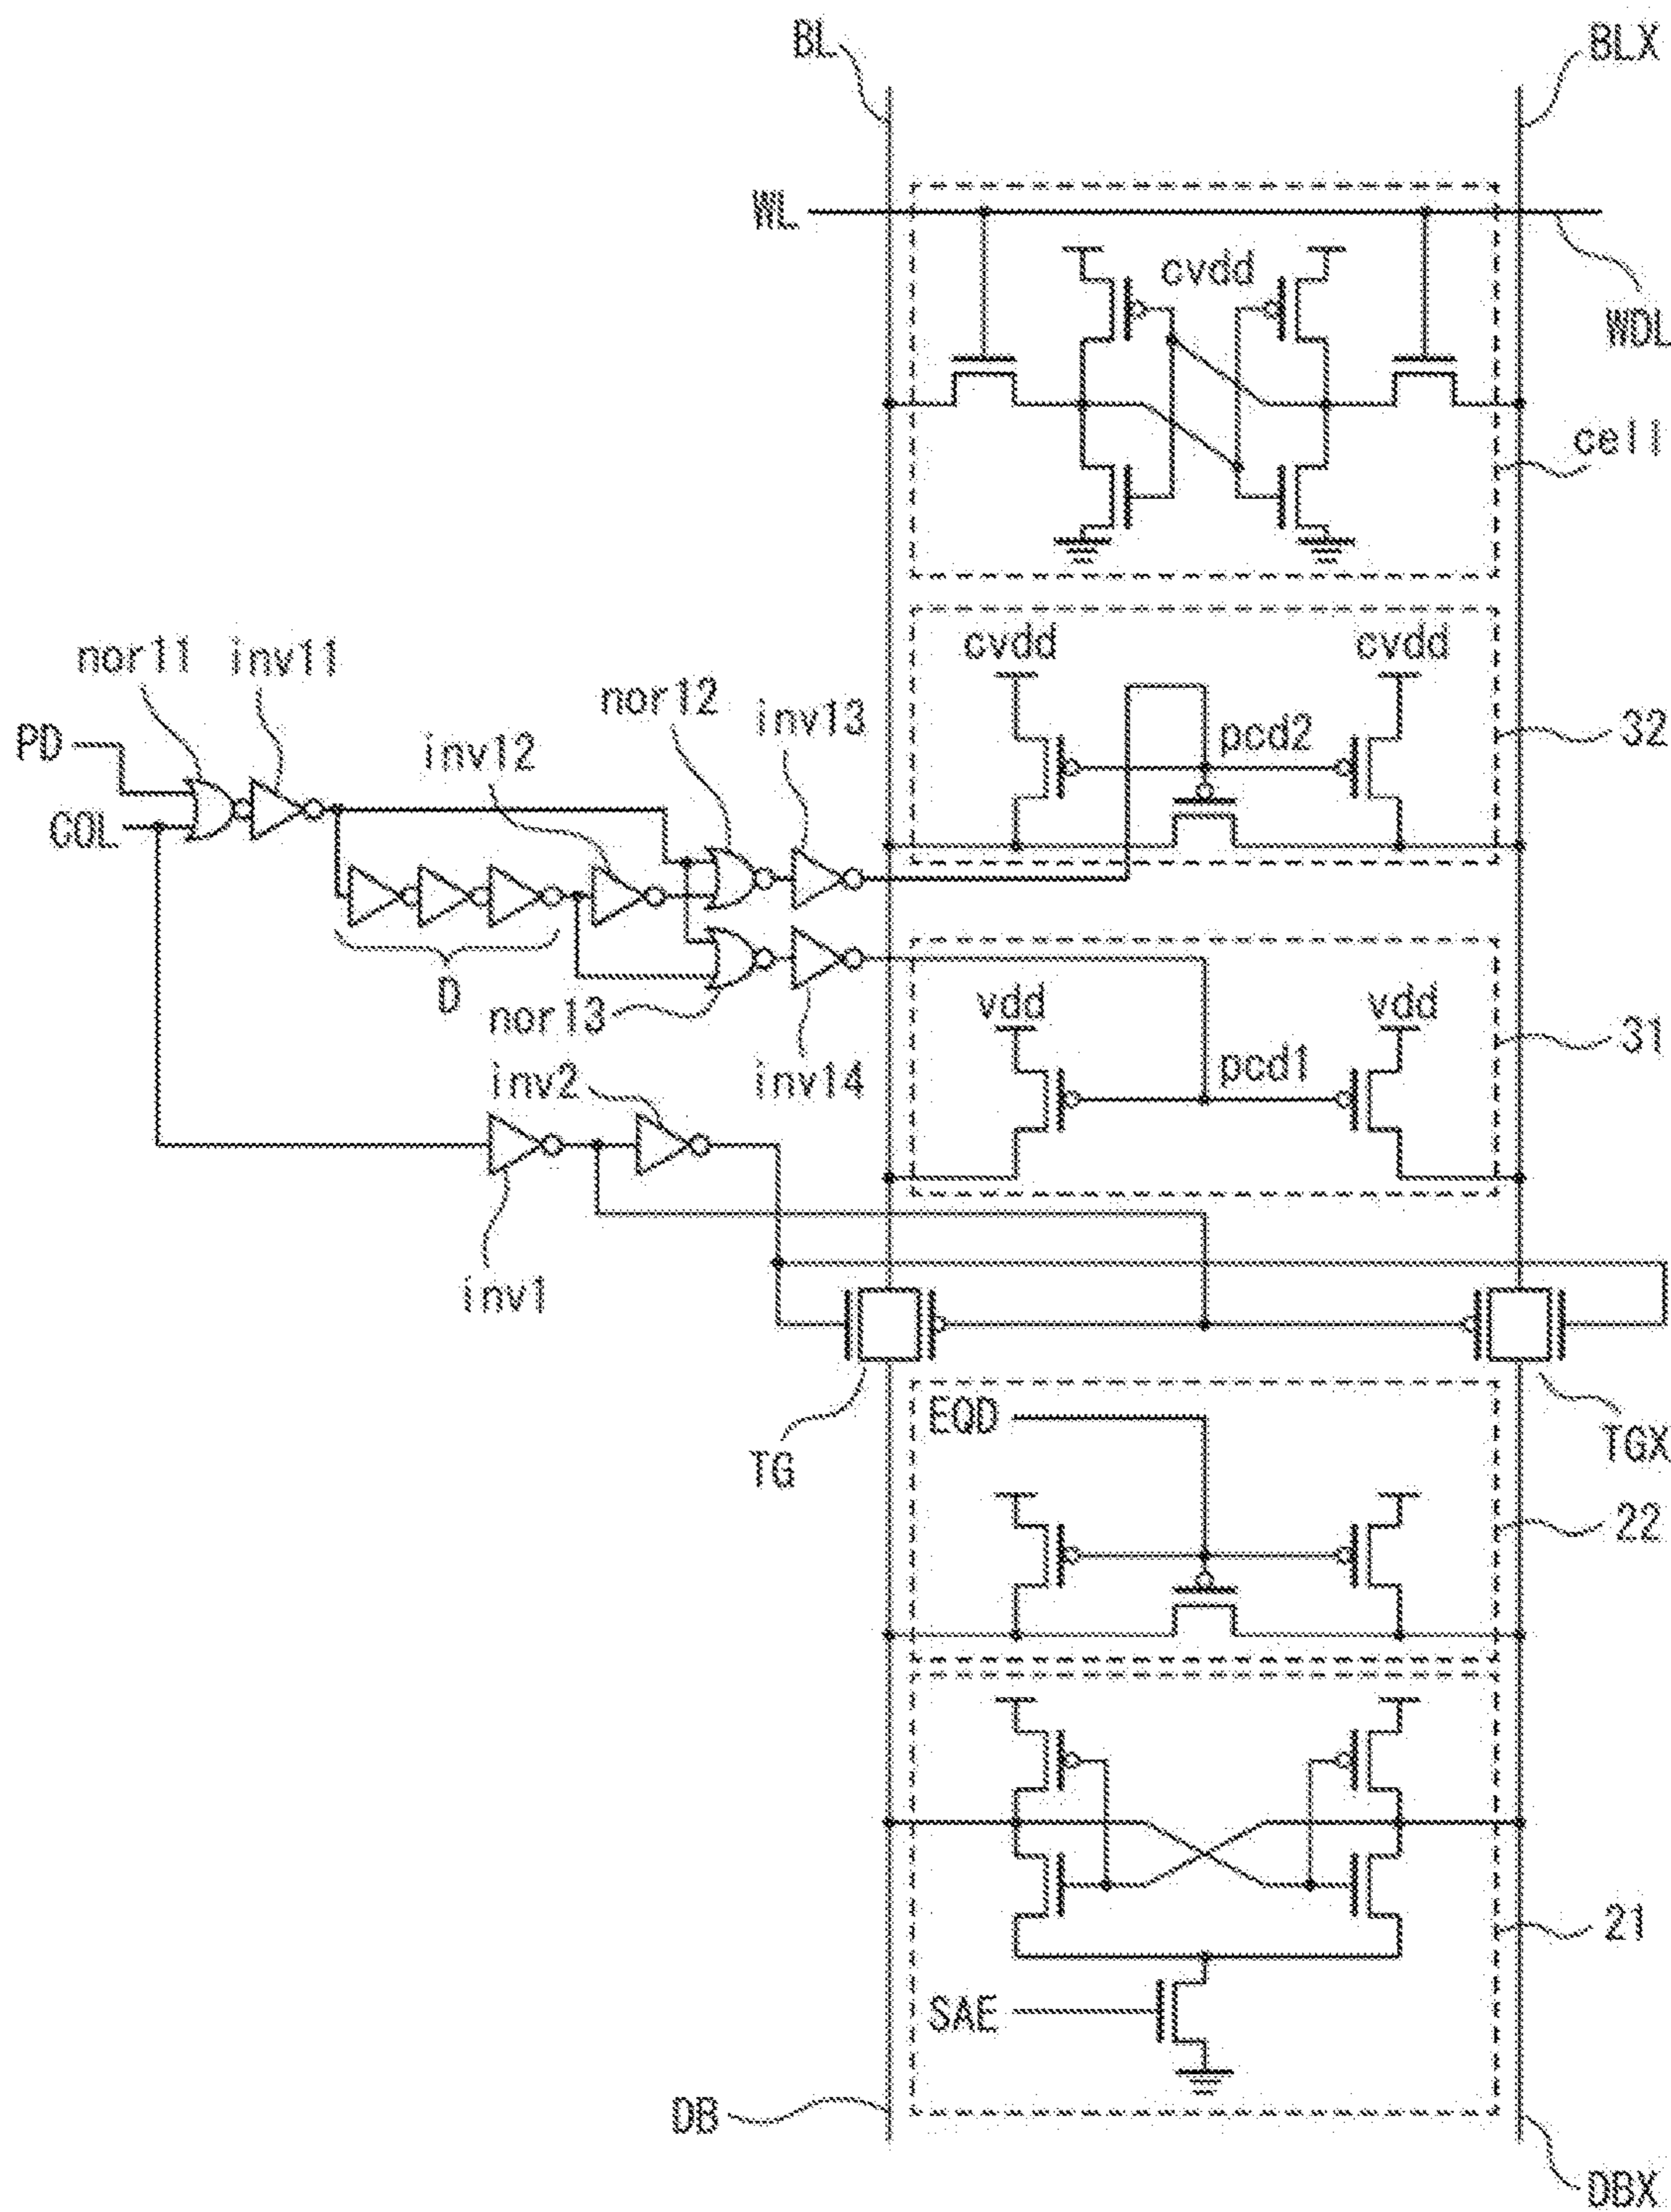 BL
BLX
WL
cvdd
WDL
cell
cvdd
cvdd
nor11
inv11
nor12
inv13
PD
inv12
pcd2
32
COL
D
nor13
vdd
vdd
31
inv2
inv14
pcd1
inv1
EQD
TG
TGX
22
21
SAE
DB
DBX